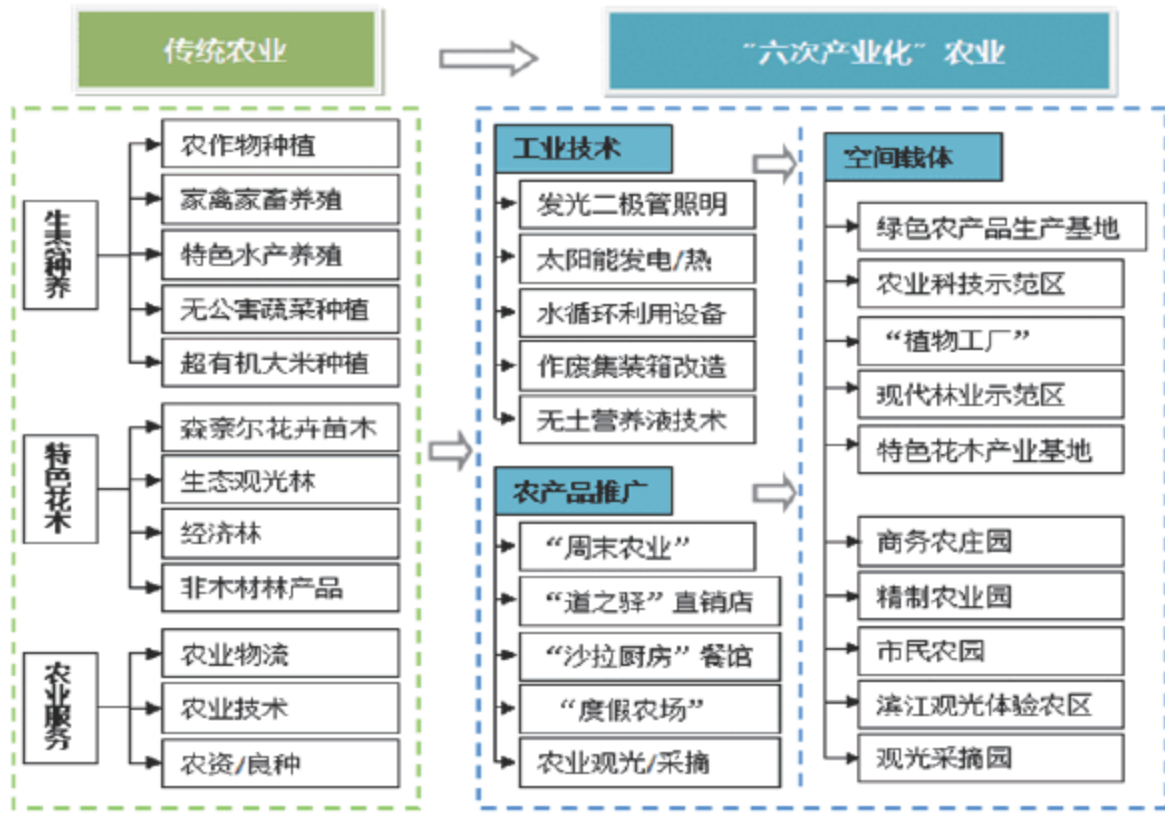 传统农业
“六次产业化”农业
生态种养
农作物种植
家禽家畜养殖
特色水产养殖
无公害蔬菜种植
超有机大米种植
特色花木
森奈尔花卉苗木
生态观光林
经济林
非木材林产品
农业服务
农业物流
农业技术
农资/良种
工业技术
发光二极管照明
太阳能发电/热
水循环利用设备
作废集装箱改造
无土营养液技术
农产品推广
“周末农业”
“道之驿”直销店
“沙拉厨房”餐馆
“度假农场”
农业观光/采摘
空间载体
绿色农产品生产基地
农业科技示范区
“植物工厂”
现代林业示范区
特色花木产业基地
商务农庄园
精制农业园
市民农园
滨江观光体验农区
观光采摘园